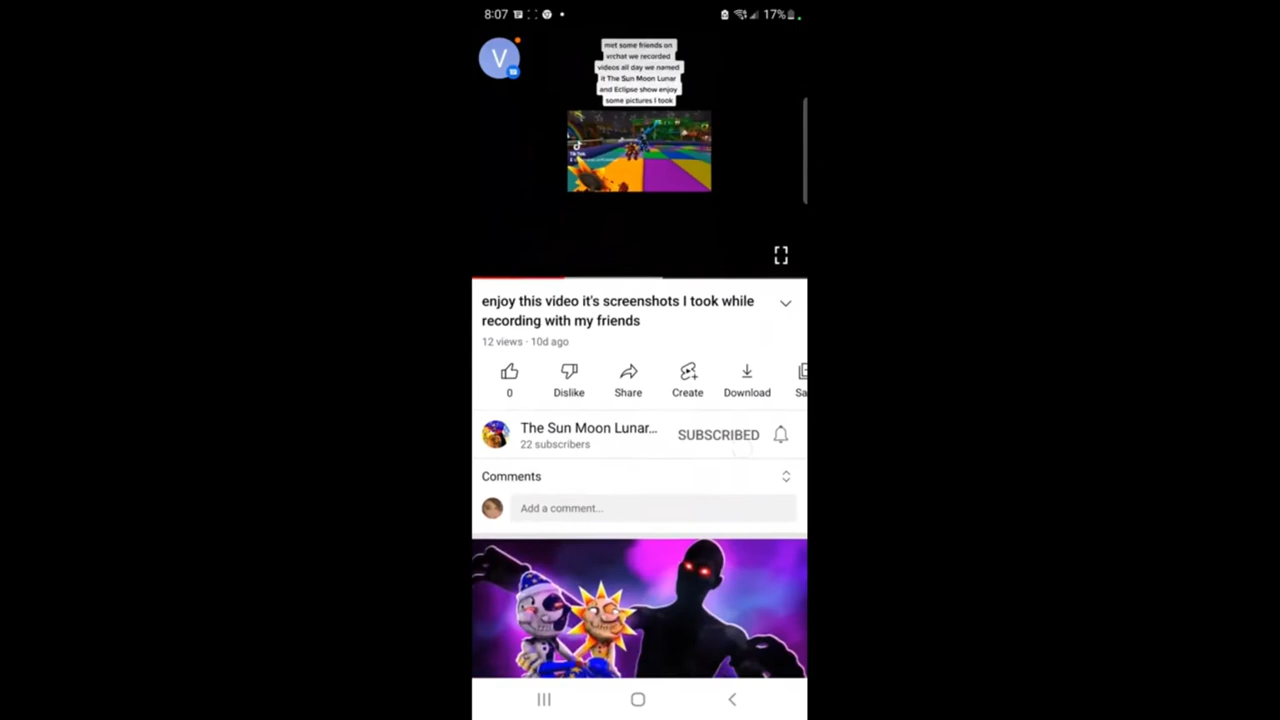 8:07
17%
V
met some friends on
vrchat we recorded
videos all day we named
it The Sun Moon Lunar
and Eclipse show enjoy
some pictures I took
TikTok
enjoy this video it's screenshots I took while
recording with my friends
12 views · 10d ago
0
Dislike
Share
Create
Download
Sa
The Sun Moon Lunar...
22 subscribers
SUBSCRIBED
Comments
Add a comment...